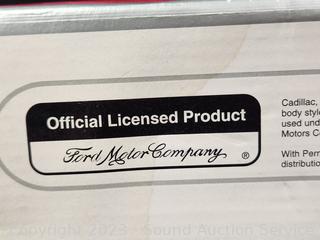 Official Licensed Product
Ford Motor Company ®
Cadillac,
body style
used und
Motors Co
With Perm
distributio
Copyright 2023 - Sound Auction Service